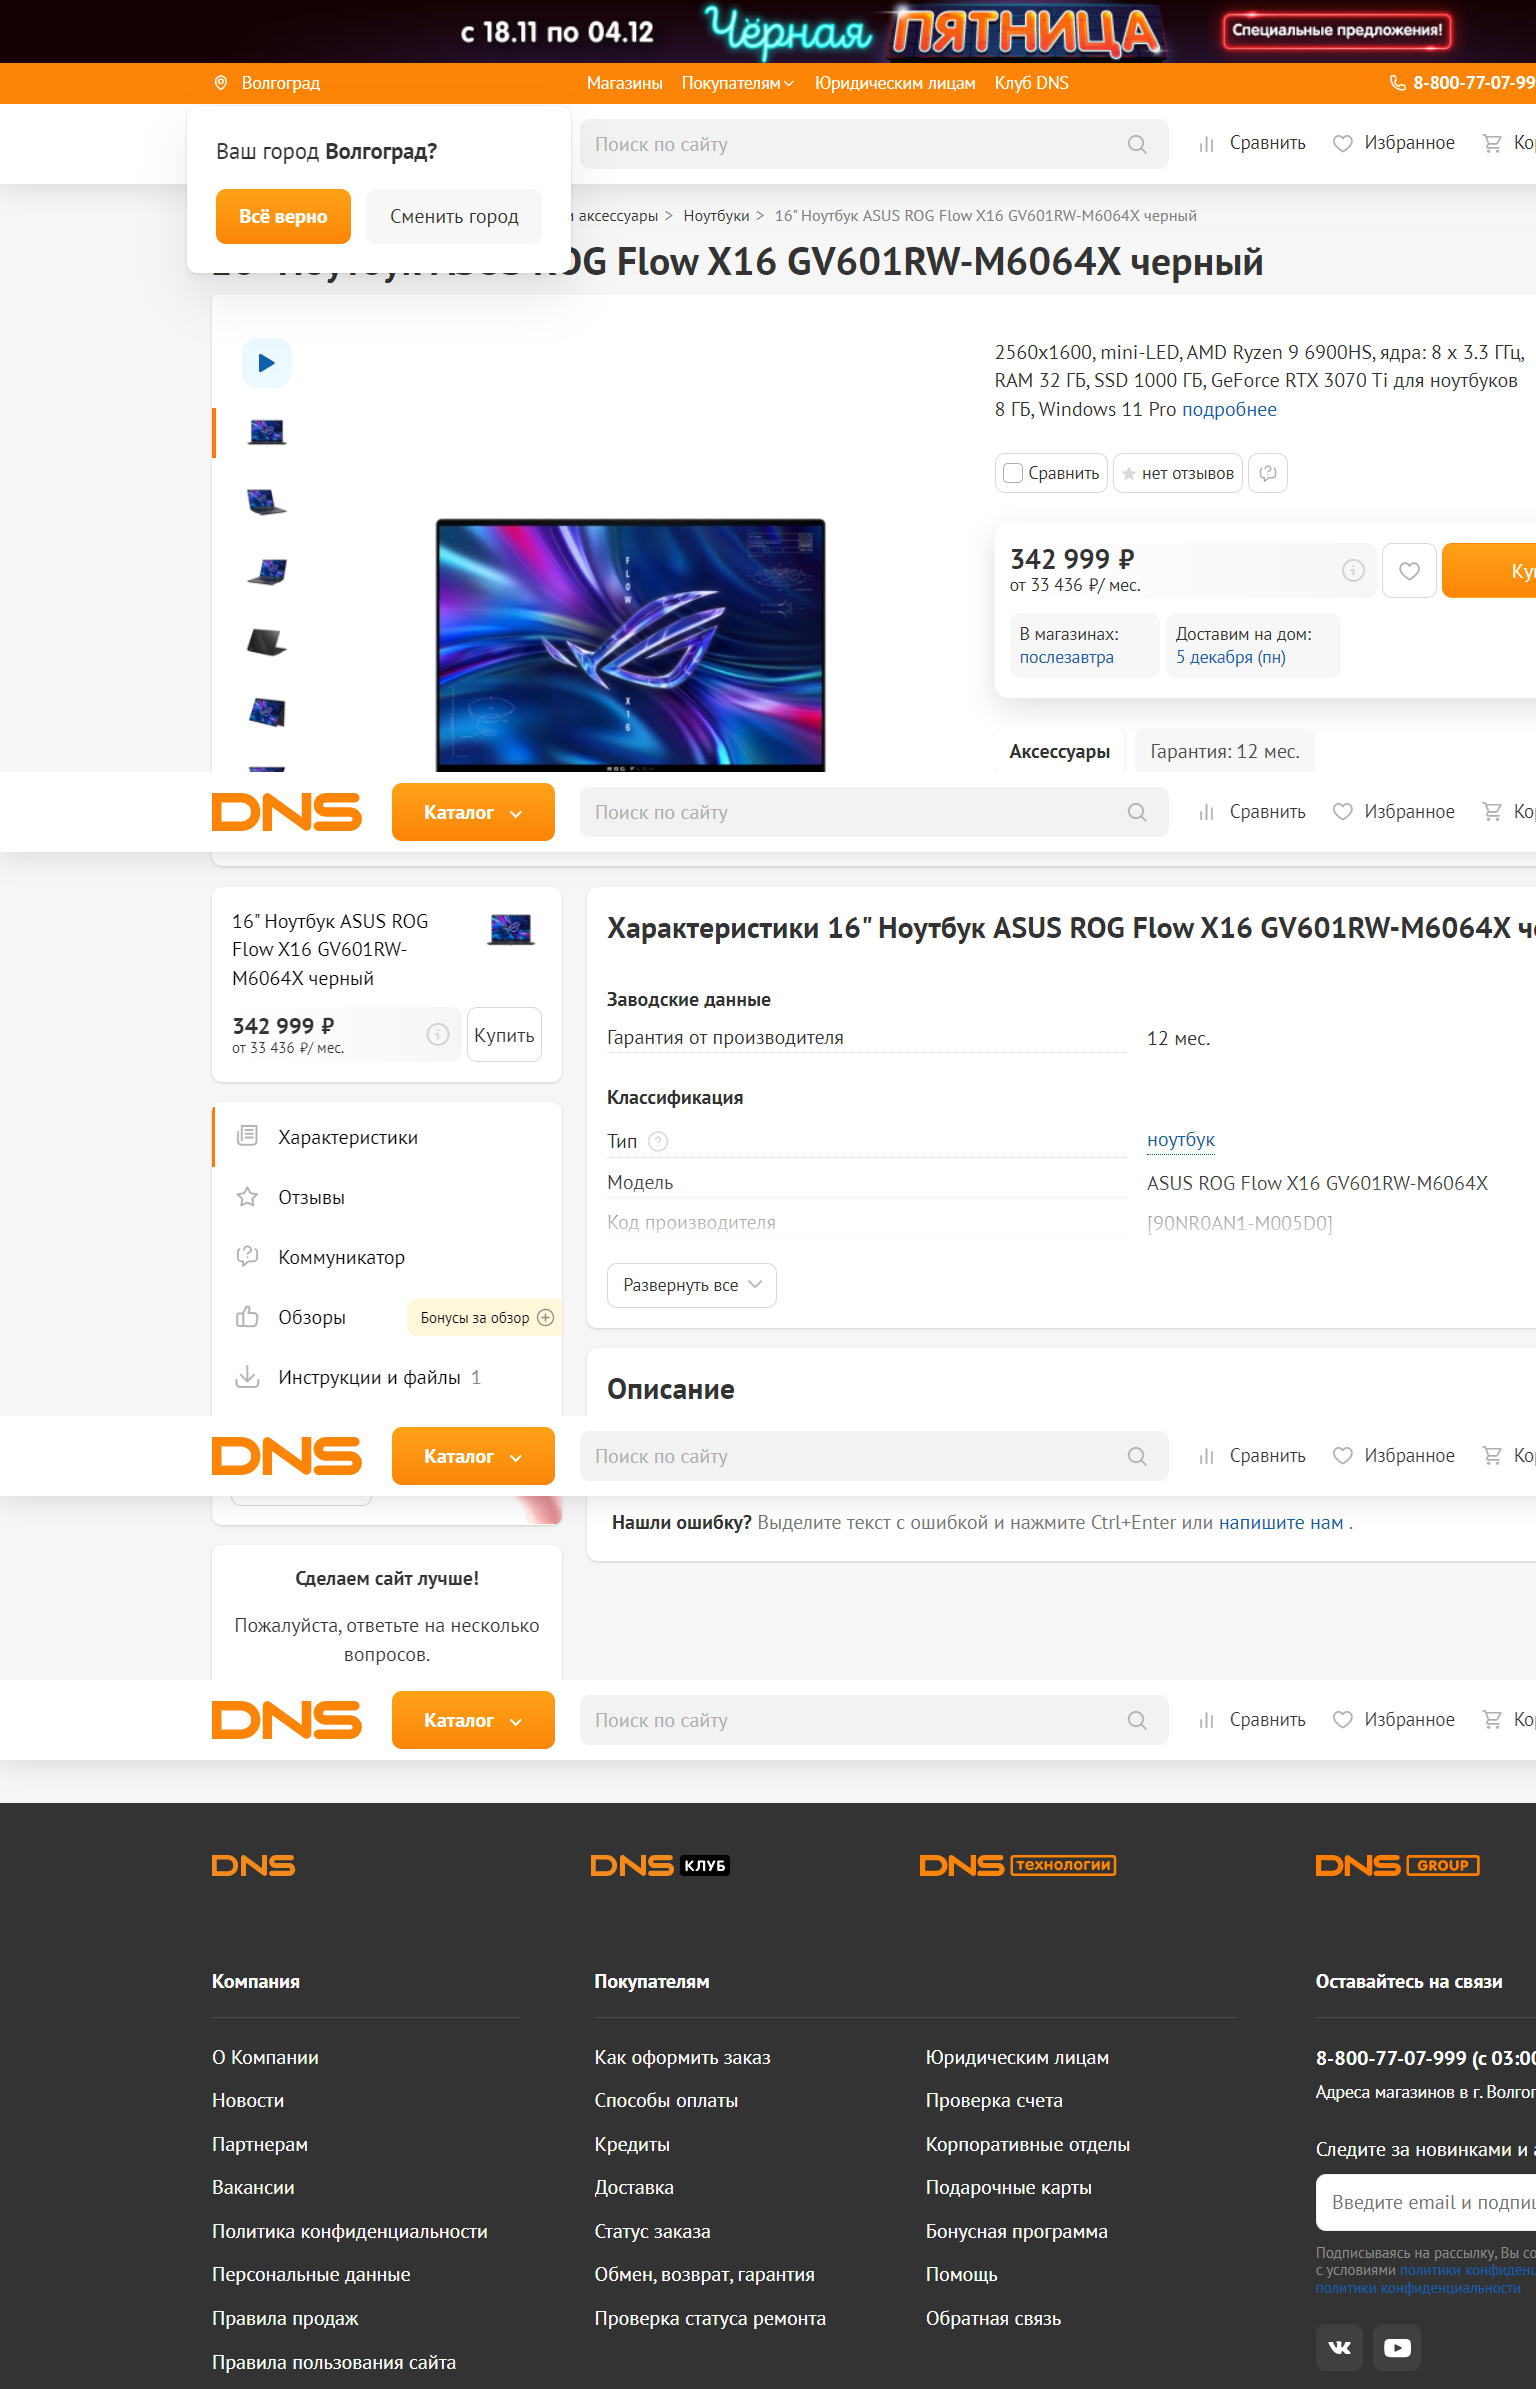 с 18.11 по 04.12
Чёрная ПЯТНИЦА
Специальные предложения!
Волгоград
Магазины
Покупателям
Юридическим лицам
Клуб DNS
8-800-77-07-99
Ваш город Волгоград?
Всё верно
Сменить город
Поиск по сайту
Сравнить
Избранное
и аксессуары > Ноутбуки > 16" Ноутбук ASUS ROG Flow X16 GV601RW-M6064X черный
16" Ноутбук ASUS ROG Flow X16 GV601RW-M6064X черный
2560x1600, mini-LED, AMD Ryzen 9 6900HS, ядра: 8 х 3.3 ГГц,
RAM 32 ГБ, SSD 1000 ГБ, GeForce RTX 3070 Ti для ноутбуков
8 ГБ, Windows 11 Pro подробнее
Сравнить
нет отзывов
FLOW
X16
ROG FLOW
342 999 ₽
от 33 436 ₽/ мес.
В магазинах:
послезавтра
Доставим на дом:
5 декабря (пн)
Аксессуары
Гарантия: 12 мес.
DNS
Каталог
Поиск по сайту
Сравнить
Избранное
16" Ноутбук ASUS ROG
Flow X16 GV601RW-
M6064X черный
342 999 ₽
от 33 436 ₽/ мес.
Купить
Характеристики
Отзывы
Коммуникатор
Обзоры
Бонусы за обзор
Инструкции и файлы 1
Характеристики 16" Ноутбук ASUS ROG Flow X16 GV601RW-M6064X
Заводские данные
Гарантия от производителя
12 мес.
Классификация
Тип
ноутбук
Модель
ASUS ROG Flow X16 GV601RW-M6064X
Код производителя
[90NR0AN1-M005D0]
Развернуть все
Описание
DNS
Каталог
Поиск по сайту
Сравнить
Избранное
Нашли ошибку? Выделите текст с ошибкой и нажмите Ctrl+Enter или напишите нам .
Сделаем сайт лучше!
Пожалуйста, ответьте на несколько
вопросов.
DNS
Каталог
Поиск по сайту
Сравнить
Избранное
DNS
DNS КЛУБ
DNS технологии
DNS GROUP
Компания
О Компании
Новости
Партнерам
Вакансии
Политика конфиденциальности
Персональные данные
Правила продаж
Правила пользования сайта
Покупателям
Как оформить заказ
Способы оплаты
Кредиты
Доставка
Статус заказа
Обмен, возврат, гарантия
Проверка статуса ремонта
Юридическим лицам
Проверка счета
Корпоративные отделы
Подарочные карты
Бонусная программа
Помощь
Обратная связь
Оставайтесь на связи
8-800-77-07-999 (с 03:00
Адреса магазинов в г.
Следите за новинками и
Введите email и
Подписываясь на рассылку, Вы
с условиями политики
политики конфиденциальности